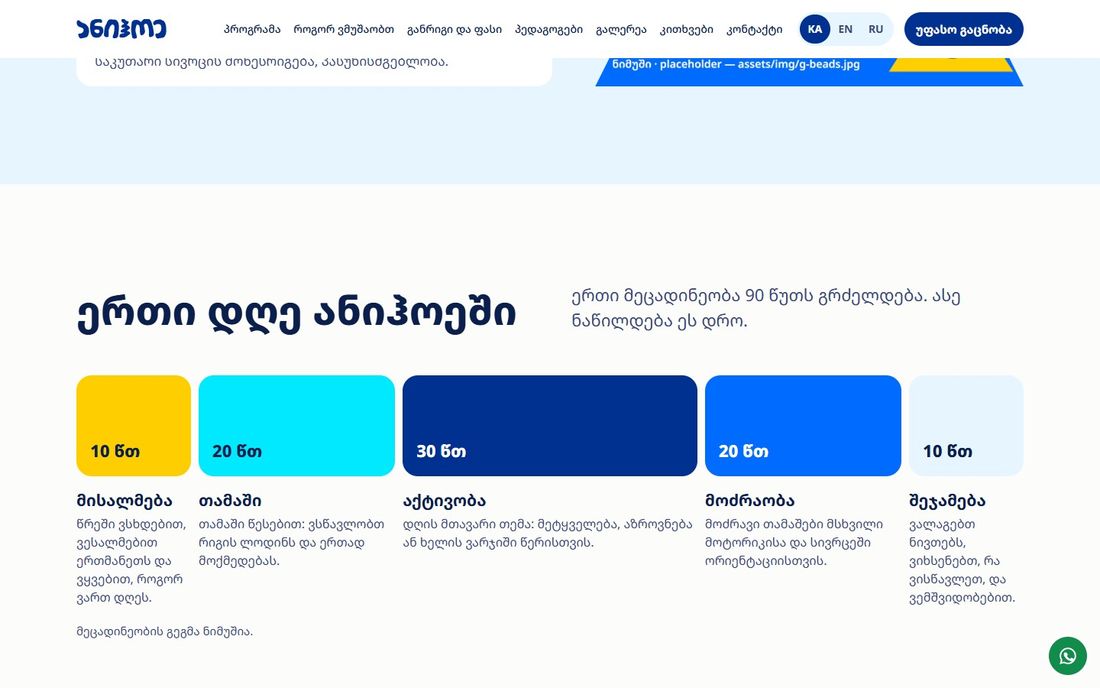 ანიჰოე
პროგრამა როგორ ვმუშაობთ განრიგი და ფასი პედაგოგები გალერეა კითხვები კონტაქტი KA EN RU უფასო გაცნობა
საკუთარი სივრცის მოწესრიგება, პასუხისმგებლობა.
ნიმუში · placeholder — assets/img/g-beads.jpg
ერთი დღე ანიჰოეში
ერთი მეცადინეობა 90 წუთს გრძელდება. ასე
ნაწილდება ეს დრო.
10 წთ
მისალმება
წრეში ვსხდებით,
ვესალმებით
ერთმანეთს და
ვყვებით, როგორ
ვართ დღეს.
20 წთ
თამაში
თამაში წესებით: ვსწავლობთ
რიგის ლოდინს და ერთად
მოქმედებას.
30 წთ
აქტივობა
დღის მთავარი თემა: მეტყველება, აზროვნება
ან ხელის ვარჯიში წერისთვის.
20 წთ
მოძრაობა
მოძრავი თამაშები მსხვილი
მოტორიკისა და სივრცეში
ორიენტაციისთვის.
10 წთ
შეჯამება
ვალაგებთ
ნივთებს,
ვიხსენებთ, რა
ვისწავლეთ, და
ვემშვიდობებით.
მეცადინეობის გეგმა ნიმუშია.